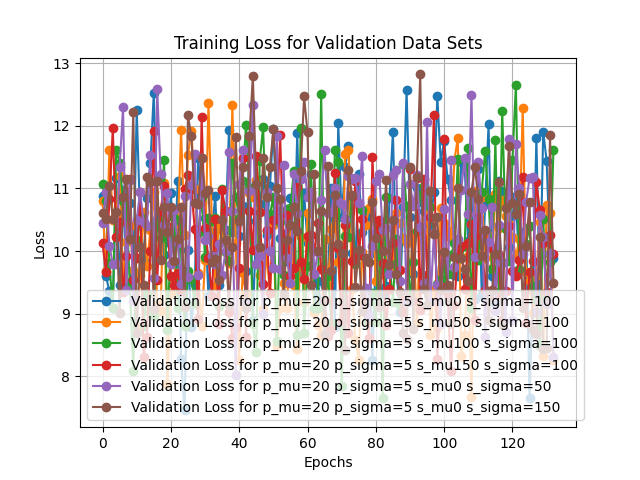 Training Loss for Validation Data Sets
13
12
11
10
9
8
Loss
Validation Loss for p_mu=20 p_sigma=5 s_mu0 s_sigma=100
Validation Loss for p_mu=20 p_sigma=5 s_mu50 s_sigma=100
Validation Loss for p_mu=20 p_sigma=5 s_mu100 s_sigma=100
Validation Loss for p_mu=20 p_sigma=5 s_mu150 s_sigma=100
Validation Loss for p_mu=20 p_sigma=5 s_mu0 s_sigma=50
Validation Loss for p_mu=20 p_sigma=5 s_mu0 s_sigma=150
0 20 40 60 80 100 120
Epochs